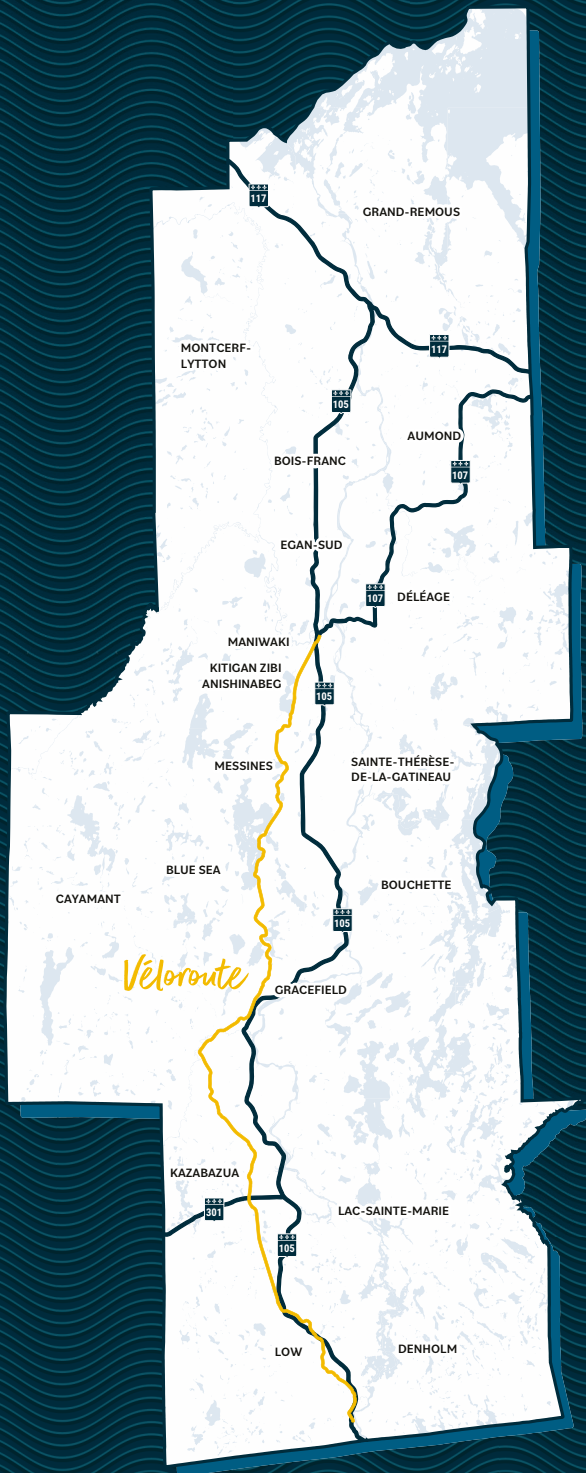 117
GRAND-REMOUS
117
MONTCERF-
LYTTON
105
AUMOND
BOIS-FRANC
107
EGAN-SUD
107
DÉLÉAGE
MANIWAKI
KITIGAN ZIBI
ANISHINABEG
105
MESSINES
SAINTE-THÉRÈSE-
DE-LA-GATINEAU
BLUE SEA
BOUCHETTE
CAYAMANT
105
Véloroute
GRACEFIELD
KAZABAZUA
301
LAC-SAINTE-MARIE
105
LOW
DENHOLM